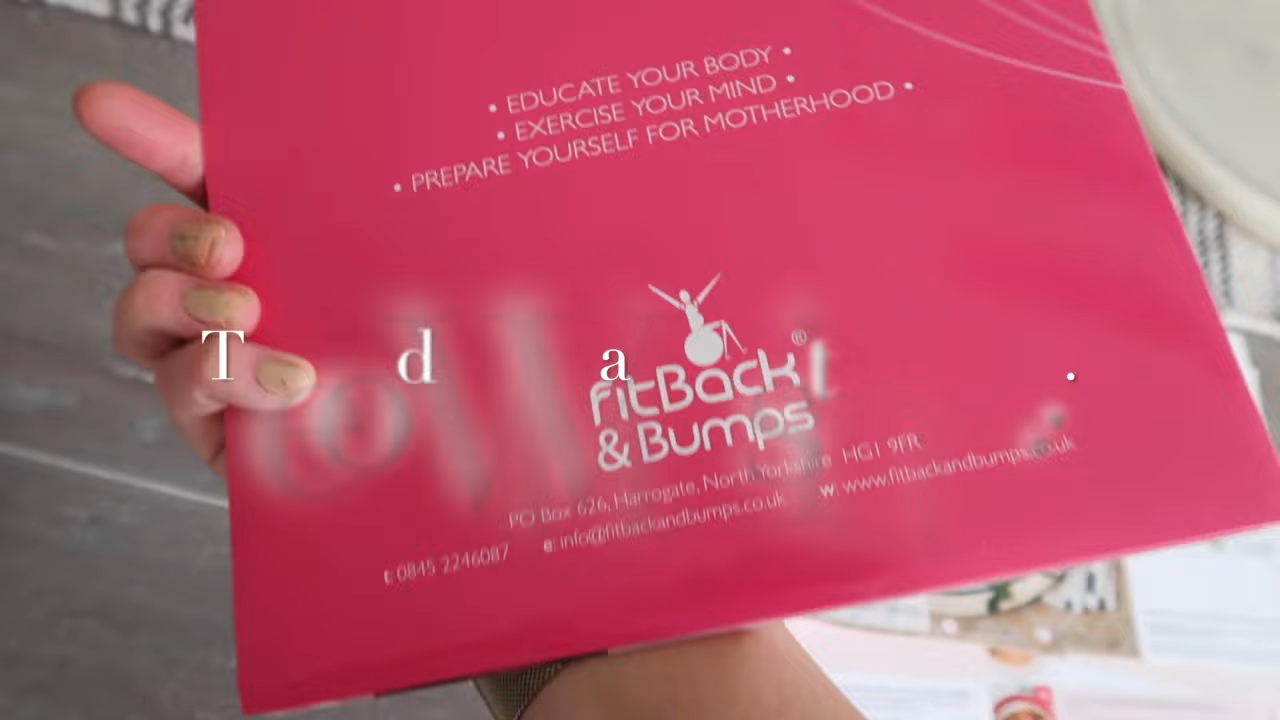 • EDUCATE YOUR BODY •
• EXERCISE YOUR MIND •
• PREPARE YOURSELF FOR MOTHERHOOD •
T d a .
fitBack®
& Bumps
PO Box 626, Harrogate, North Yorkshire HG1 9FR
t: 0845 2246087 e: info@fitbackandbumps.co.uk w: www.fitbackandbumps.co.uk